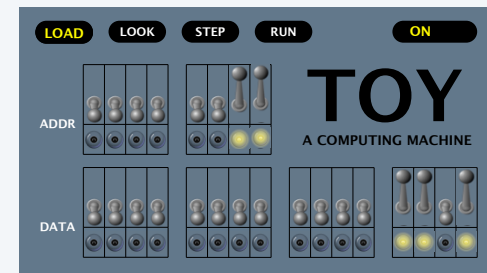 LOAD LOOK STEP RUN ON
TOY
ADDR
A COMPUTING MACHINE
DATA